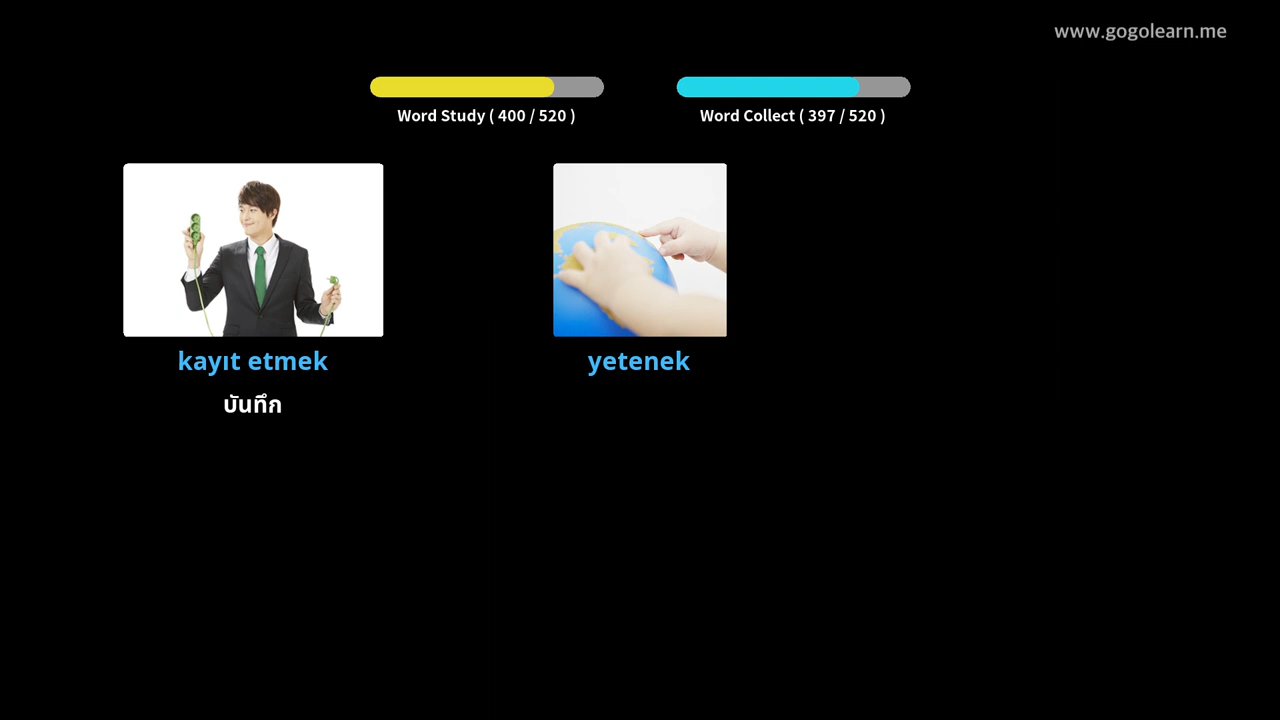 www.gogolearn.me
Word Study ( 400 / 520 )
Word Collect ( 397 / 520 )
kayıt etmek
yetenek
บันทึก